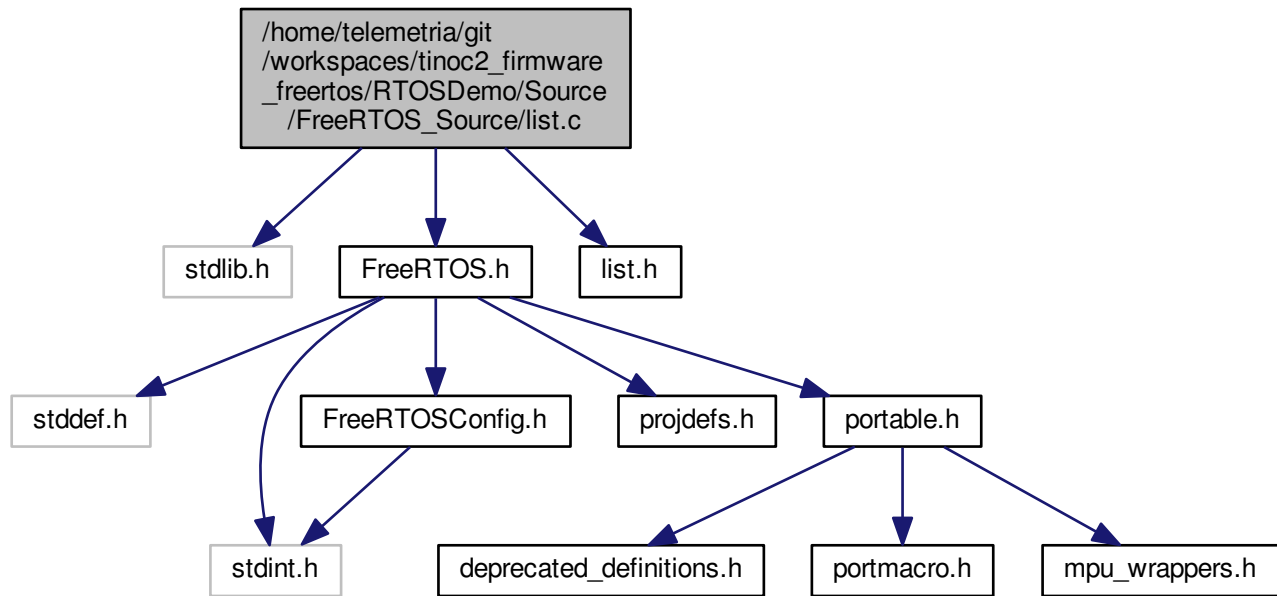 /home/telemetria/git
/workspaces/tinoc2_firmware
_freertos/RTOSDemo/Source
/FreeRTOS_Source/list.c
stdlib.h
FreeRTOS.h
list.h
stddef.h
FreeRTOSConfig.h
projdefs.h
portable.h
stdint.h
deprecated_definitions.h
portmacro.h
mpu_wrappers.h